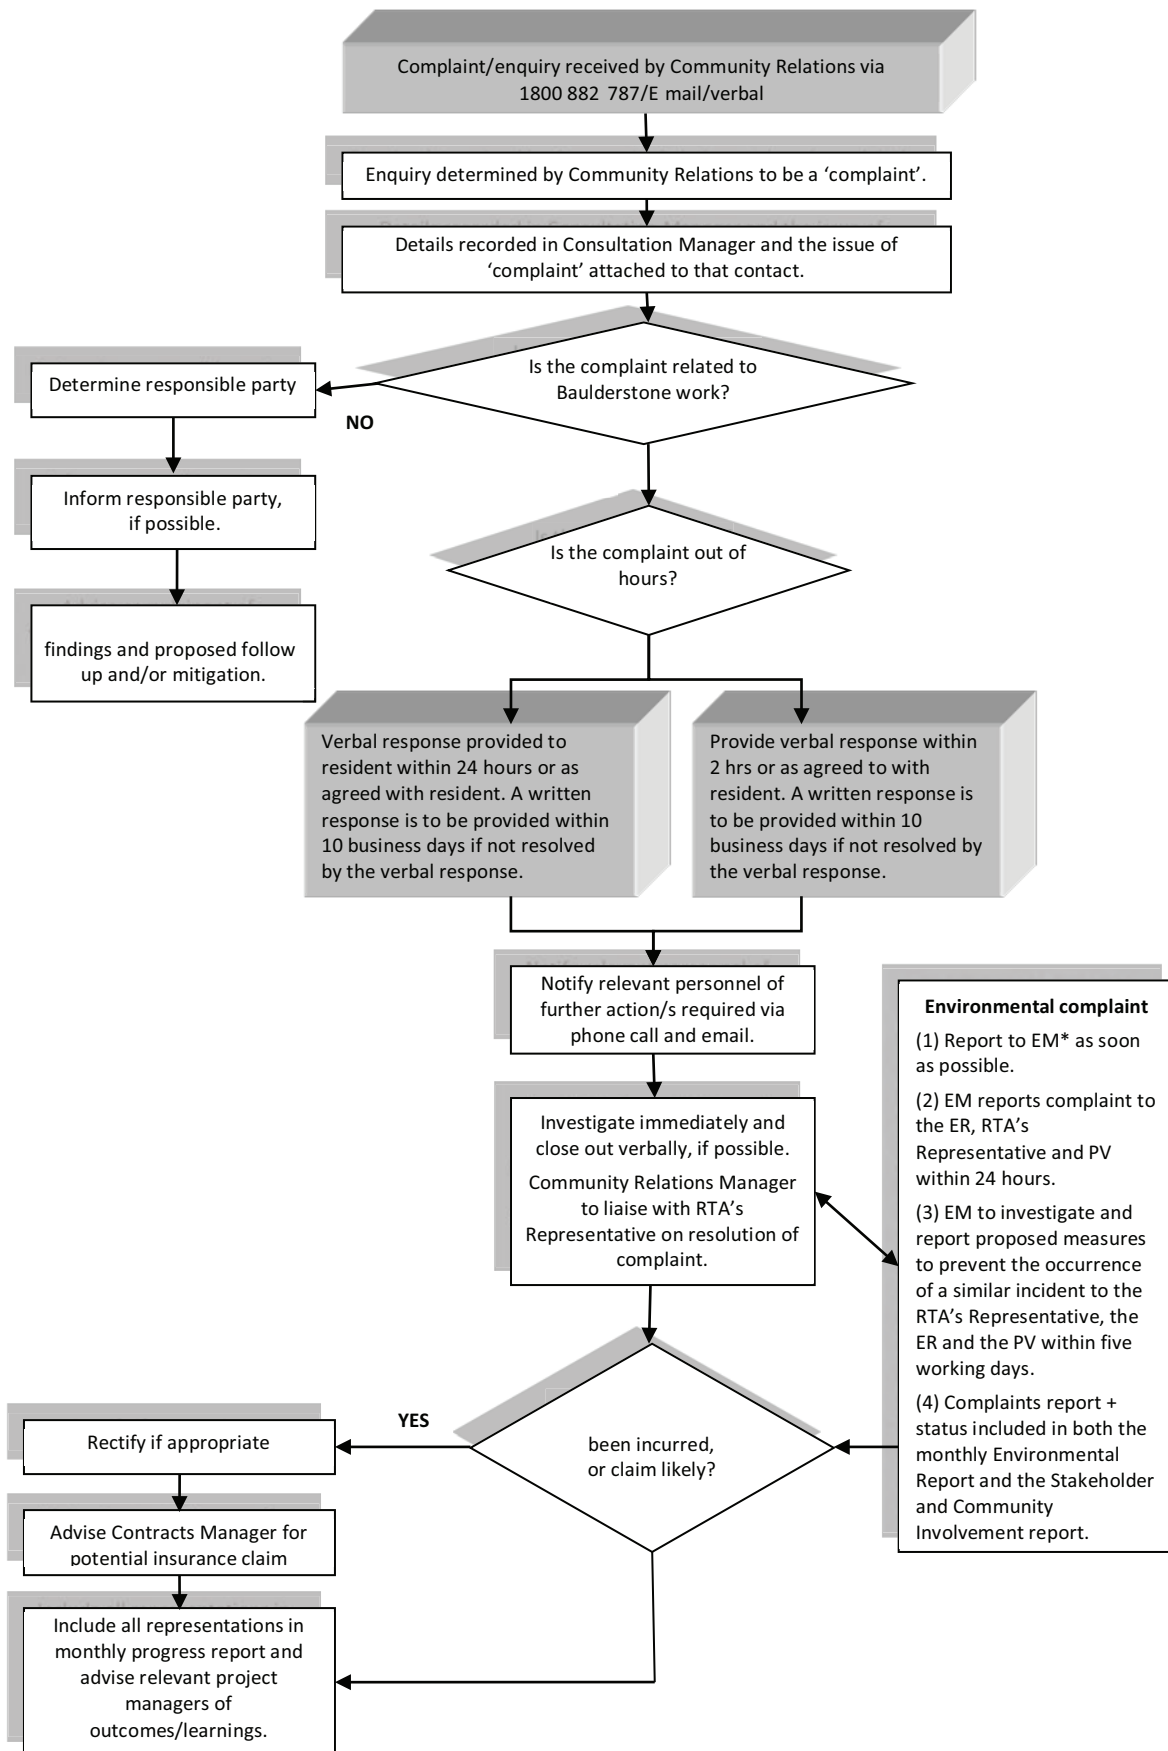 Complaint/enquiry received by Community Relations via
1800 882 787/E mail/verbal
Enquiry determined by Community Relations to be a ‘complaint’.
Details recorded in Consultation Manager and the issue of
‘complaint’ attached to that contact.
Is the complaint related to
Baulderstone work?
NO
Determine responsible party
Inform responsible party,
if possible.
findings and proposed follow
up and/or mitigation.
Is the complaint out of
hours?
Verbal response provided to
resident within 24 hours or as
agreed with resident. A written
response is to be provided within
10 business days if not resolved
by the verbal response.
Provide verbal response within
2 hrs or as agreed to with
resident. A written response is
to be provided within 10
business days if not resolved by
the verbal response.
Notify relevant personnel of
further action/s required via
phone call and email.
Investigate immediately and
close out verbally, if possible.
Community Relations Manager
to liaise with RTA’s
Representative on resolution of
complaint.
Environmental complaint
(1) Report to EM* as soon
as possible.
(2) EM reports complaint to
the ER, RTA’s
Representative and PV
within 24 hours.
(3) EM to investigate and
report proposed measures
to prevent the occurrence
of a similar incident to the
RTA’s Representative, the
ER and the PV within five
working days.
(4) Complaints report +
status included in both the
monthly Environmental
Report and the Stakeholder
and Community
Involvement report.
been incurred,
or claim likely?
YES
Rectify if appropriate
Advise Contracts Manager for
potential insurance claim
Include all representations in
monthly progress report and
advise relevant project
managers of
outcomes/learnings.